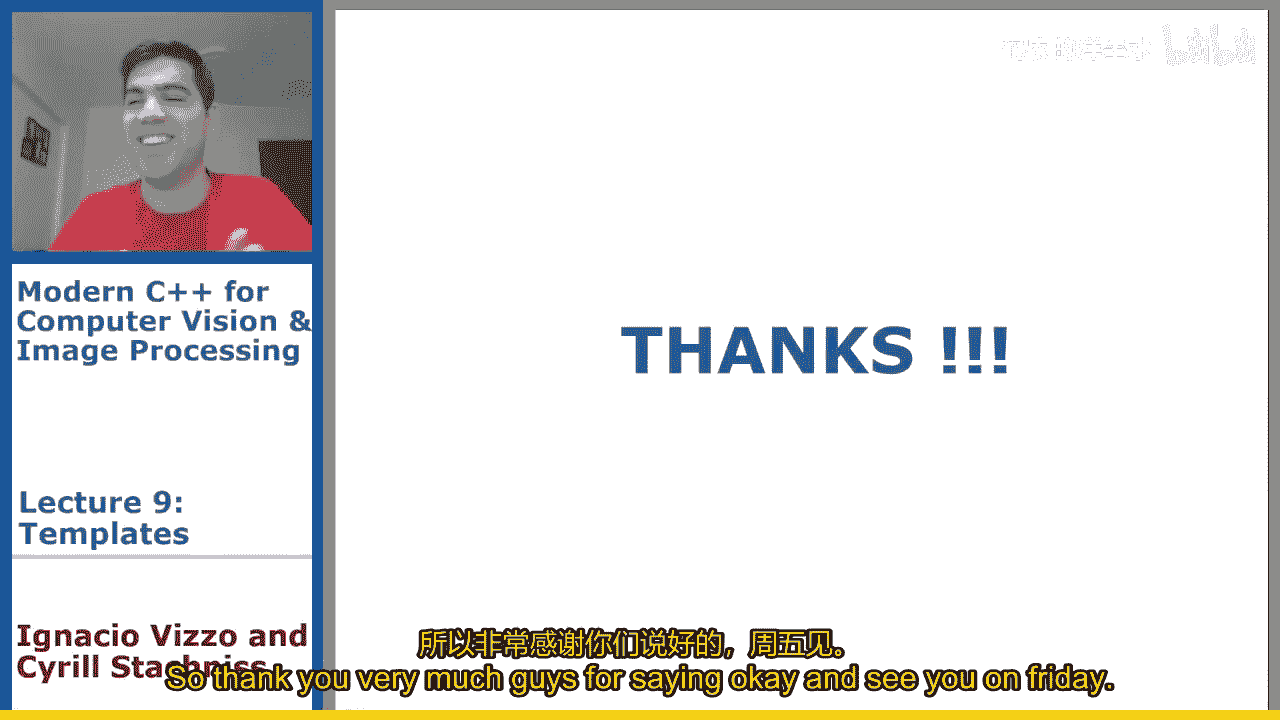 Modern C++ for
Computer Vision &
Image Processing
Lecture 9:
Templates
Ignacio Vizzo and
Cyrill Stachniss
THANKS !!!
所以非常感谢你们说好的，周五见。
So thank you very much guys for saying okay and see you on friday.